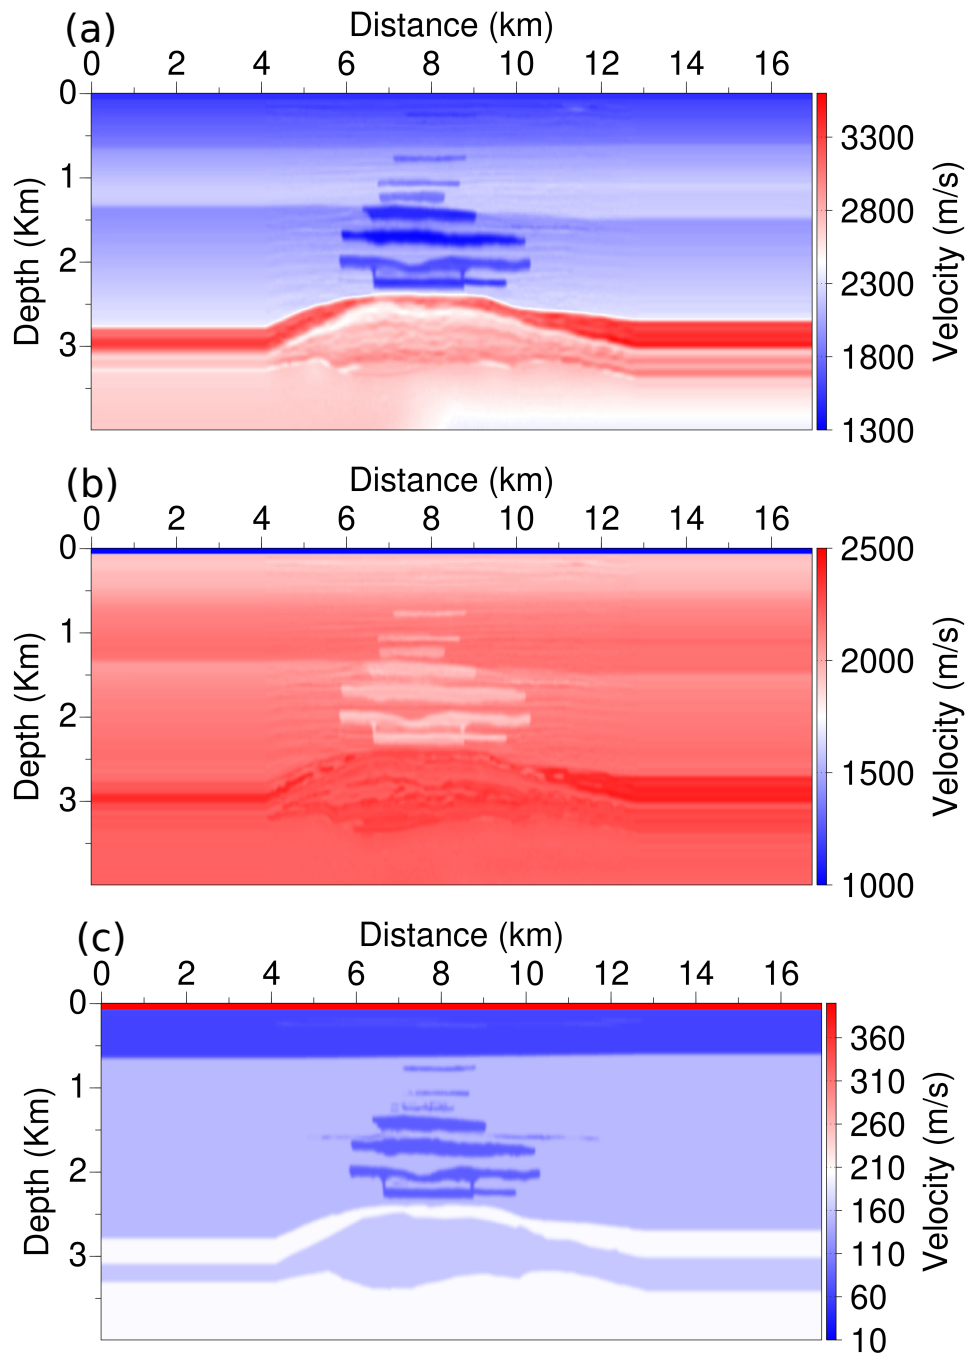 (a) Distance (km)
0 2 4 6 8 10 12 14 16
0
1
2
3
Depth (Km)
3300
2800
2300
1800
1300
Velocity (m/s)
(b) Distance (km)
0 2 4 6 8 10 12 14 16
0
1
2
3
Depth (Km)
2500
2000
1500
1000
Velocity (m/s)
(c) Distance (km)
0 2 4 6 8 10 12 14 16
0
1
2
3
Depth (Km)
360
310
260
210
160
110
60
10
Velocity (m/s)